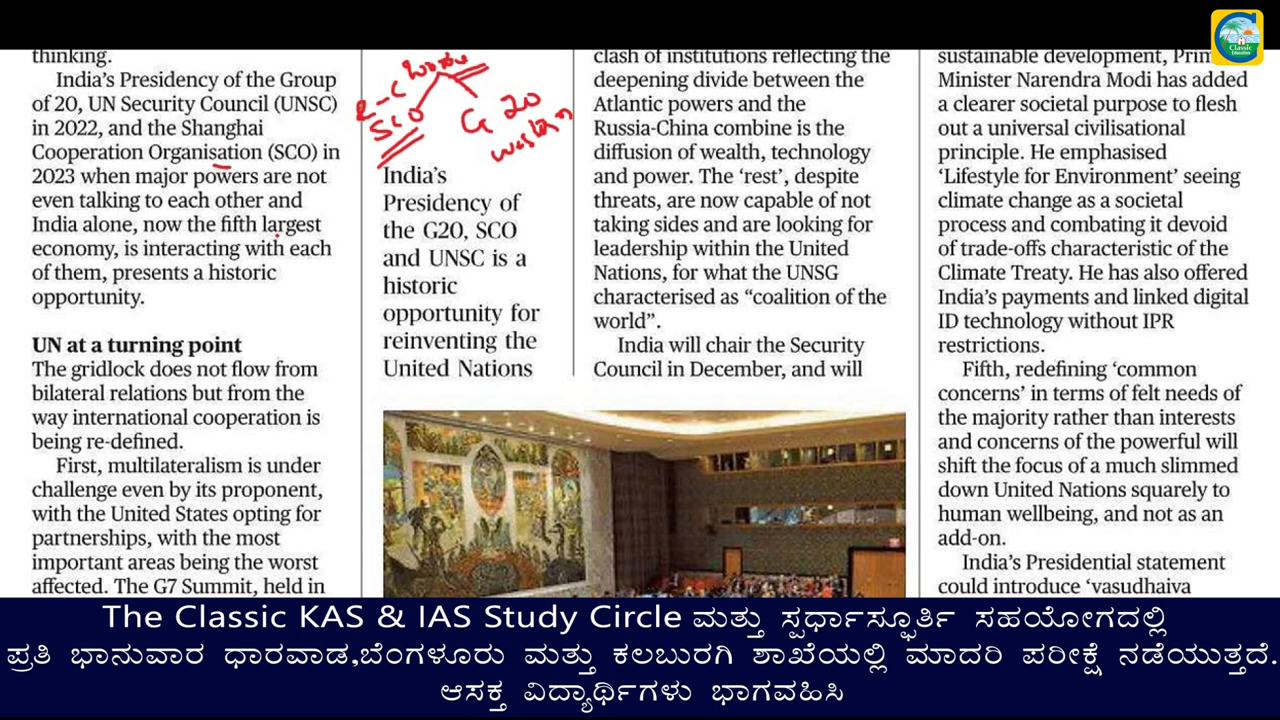 Classic
Education
thinking.
India's Presidency of the Group
of 20, UN Security Council (UNSC)
in 2022, and the Shanghai
Cooperation Organisation (SCO) in
2023 when major powers are not
even talking to each other and
India alone, now the fifth largest
economy, is interacting with each
of them, presents a historic
opportunity.
UN at a turning point
The gridlock does not flow from
bilateral relations but from the
way international cooperation is
being re-defined.
First, multilateralism is under
challenge even by its proponent,
with the United States opting for
partnerships, with the most
important areas being the worst
affected. The G7 Summit, held in
R-C
SCO
G 20
western
India's
Presidency of
the G20, SCO
and UNSC is a
historic
opportunity for
reinventing the
United Nations
clash of institutions reflecting the
deepening divide between the
Atlantic powers and the
Russia-China combine is the
diffusion of wealth, technology
and power. The 'rest', despite
threats, are now capable of not
taking sides and are looking for
leadership within the United
Nations, for what the UNSG
characterised as “coalition of the
world”.
India will chair the Security
Council in December, and will
sustainable development, Prime
Minister Narendra Modi has added
a clearer societal purpose to flesh
out a universal civilisational
principle. He emphasised
'Lifestyle for Environment' seeing
climate change as a societal
process and combating it devoid
of trade-offs characteristic of the
Climate Treaty. He has also offered
India's payments and linked digital
ID technology without IPR
restrictions.
Fifth, redefining 'common
concerns' in terms of felt needs of
the majority rather than interests
and concerns of the powerful will
shift the focus of a much slimmed
down United Nations squarely to
human wellbeing, and not as an
add-on.
India's Presidential statement
could introduce 'vasudhaiva
The Classic KAS & IAS Study Circle ಮತ್ತು ಸ್ಪರ್ಧಾಸ್ಫೂರ್ತಿ ಸಹಯೋಗದಲ್ಲಿ
ಪ್ರತಿ ಭಾನುವಾರ ಧಾರವಾಡ,ಬೆಂಗಳೂರು ಮತ್ತು ಕಲಬುರಗಿ ಶಾಖೆಯಲ್ಲಿ ಮಾದರಿ ಪರೀಕ್ಷೆ ನಡೆಯುತ್ತದೆ.
ಆಸಕ್ತ ವಿದ್ಯಾರ್ಥಿಗಳು ಭಾಗವಹಿಸಿ